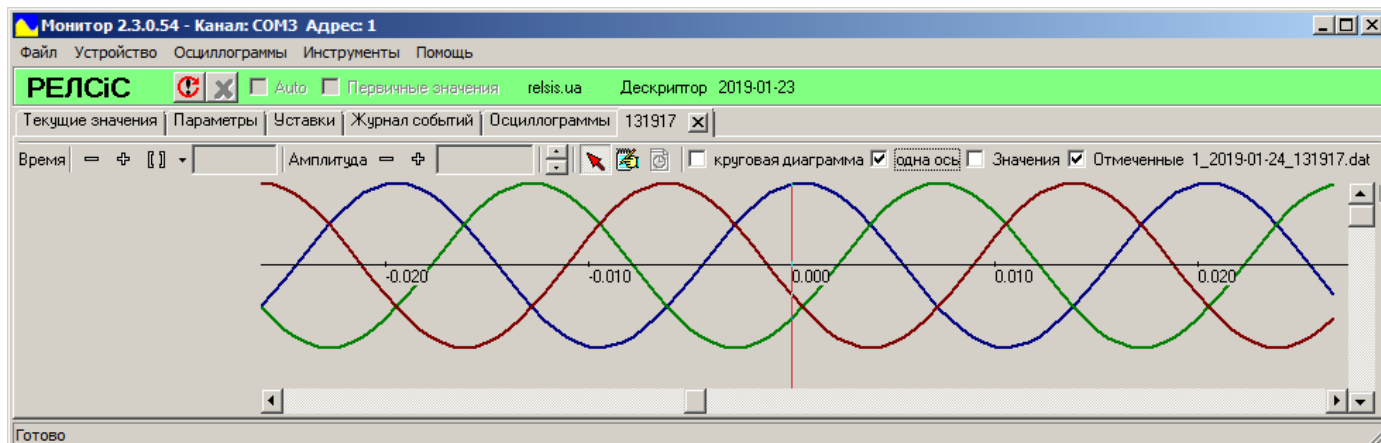 Монитор 2.3.0.54 - Канал: COM3 Адрес: 1
Файл Устройство Осциллограммы Инструменты Помощь
РЕЛСіС Auto Первичные значения relsis.ua Дескриптор 2019-01-23
Текущие значения Параметры Уставки Журнал событий Осциллограммы 131917
Время Амплитуда круговая диаграмма одна ось Значения Отмеченные 1_2019-01-24_131917.dat
-0.020 -0.010 0.000 0.010 0.020
Готово